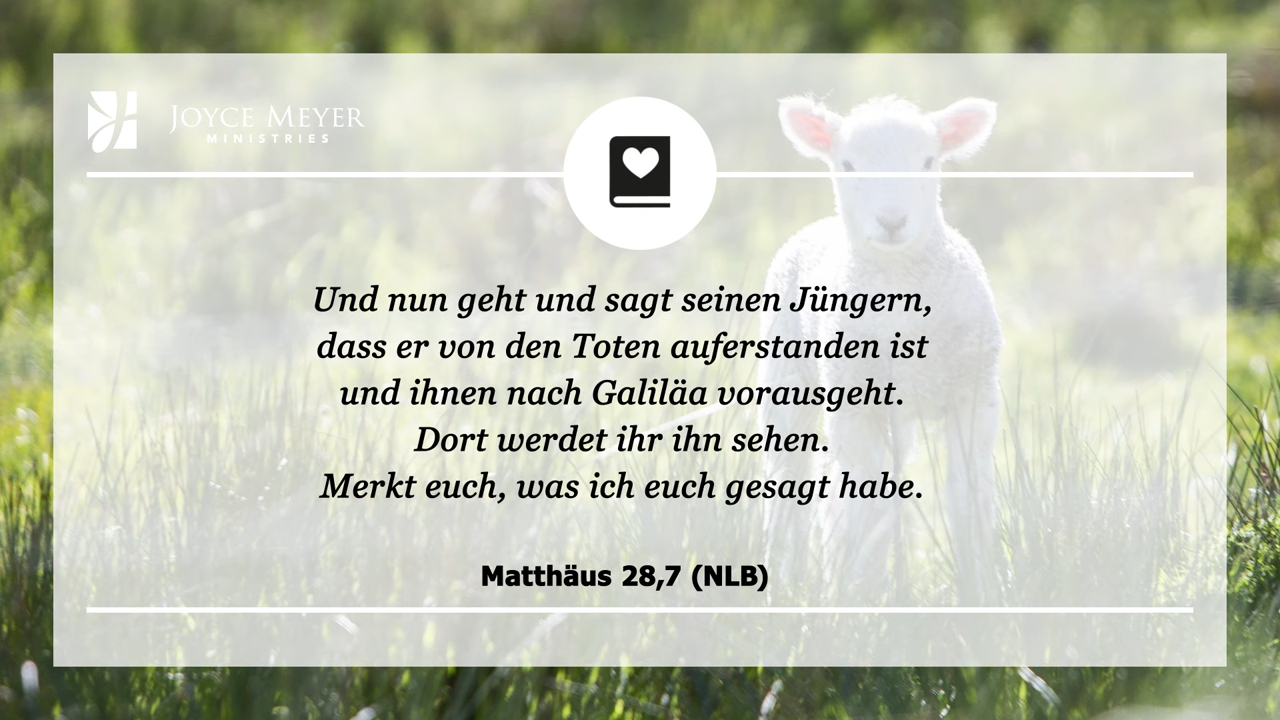 JOYCE MEYER
MINISTRIES
Und nun geht und sagt seinen Jüngern,
dass er von den Toten auferstanden ist
und ihnen nach Galiläa vorausgeht.
Dort werdet ihr ihn sehen.
Merkt euch, was ich euch gesagt habe.
Matthäus 28,7 (NLB)